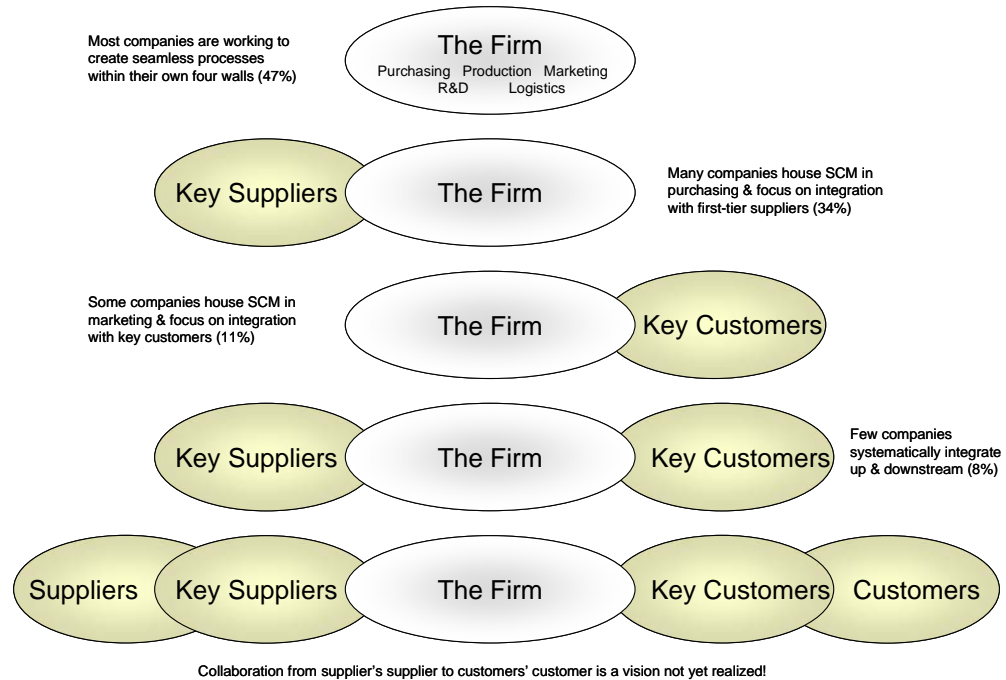 Most companies are working to
create seamless processes
within their own four walls (47%)
The Firm
Purchasing Production Marketing
R&D Logistics
Key Suppliers
The Firm
Many companies house SCM in
purchasing & focus on integration
with first-tier suppliers (34%)
Some companies house SCM in
marketing & focus on integration
with key customers (11%)
The Firm
Key Customers
Key Suppliers
The Firm
Key Customers
Few companies
systematically integrate
up & downstream (8%)
Suppliers
Key Suppliers
The Firm
Key Customers
Customers
Collaboration from supplier's supplier to customers' customer is a vision not yet realized!